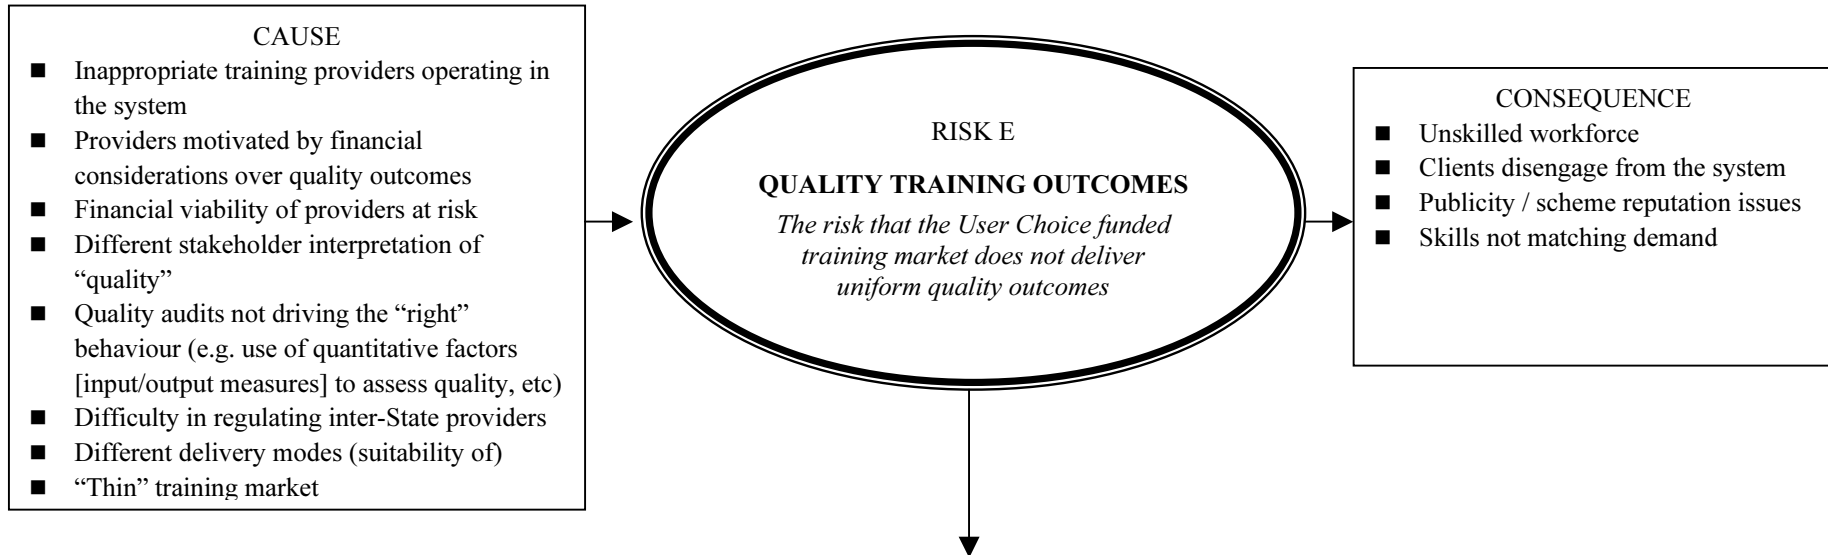 CAUSE
■ Inappropriate training providers operating in
the system
■ Providers motivated by financial
considerations over quality outcomes
■ Financial viability of providers at risk
■ Different stakeholder interpretation of
“quality”
■ Quality audits not driving the “right”
behaviour (e.g. use of quantitative factors
[input/output measures] to assess quality, etc)
■ Difficulty in regulating inter-State providers
■ Different delivery modes (suitability of)
■ “Thin” training market
RISK E
QUALITY TRAINING OUTCOMES
The risk that the User Choice funded
training market does not deliver
uniform quality outcomes
CONSEQUENCE
■ Unskilled workforce
■ Clients disengage from the system
■ Publicity / scheme reputation issues
■ Skills not matching demand